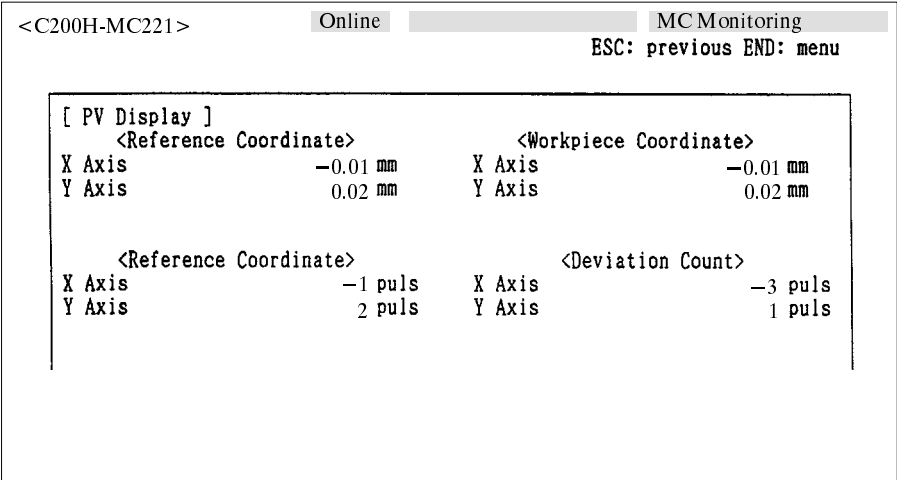 <C200H-MC221> Online MC Monitoring
ESC: previous END: menu
[ PV Display ]
<Reference Coordinate> <Workpiece Coordinate>
X Axis −0.01 mm X Axis −0.01 mm
Y Axis 0.02 mm Y Axis 0.02 mm
<Reference Coordinate> <Deviation Count>
X Axis −1 puls X Axis −3 puls
Y Axis 2 puls Y Axis 1 puls